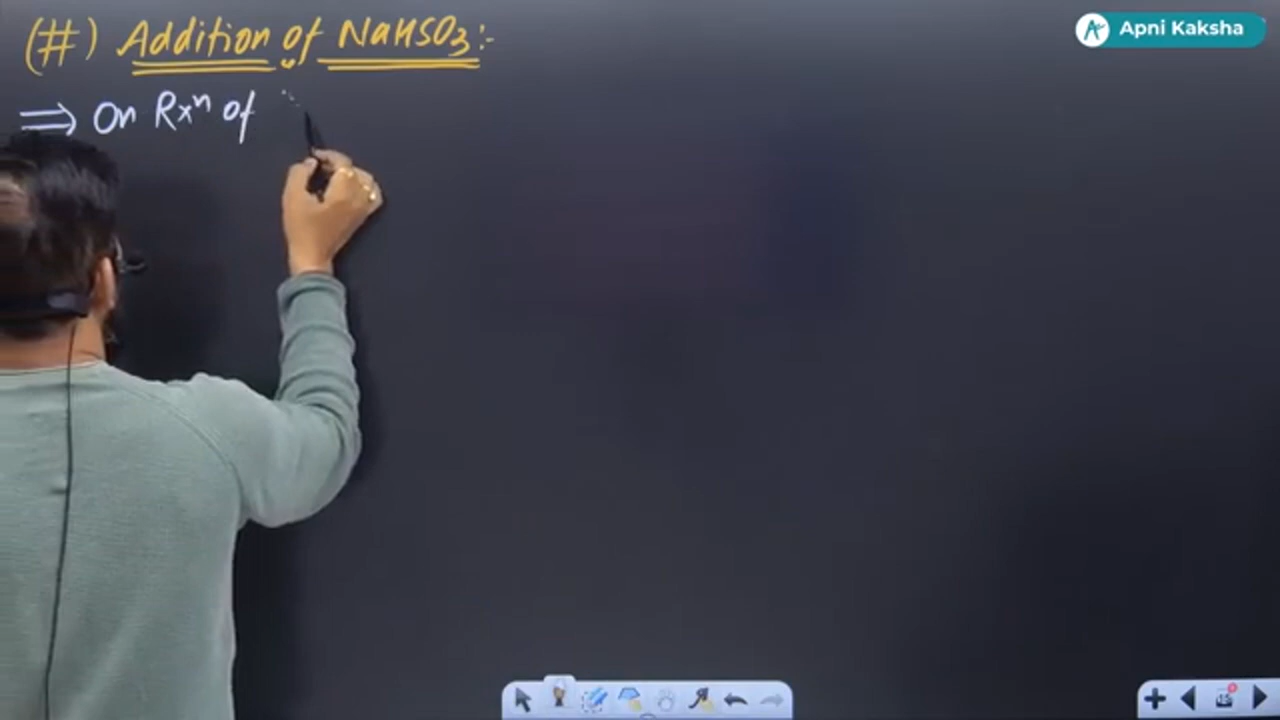 (#) Addition of NaHSO3:-
Apni Kaksha
⇒ On Rxⁿ of